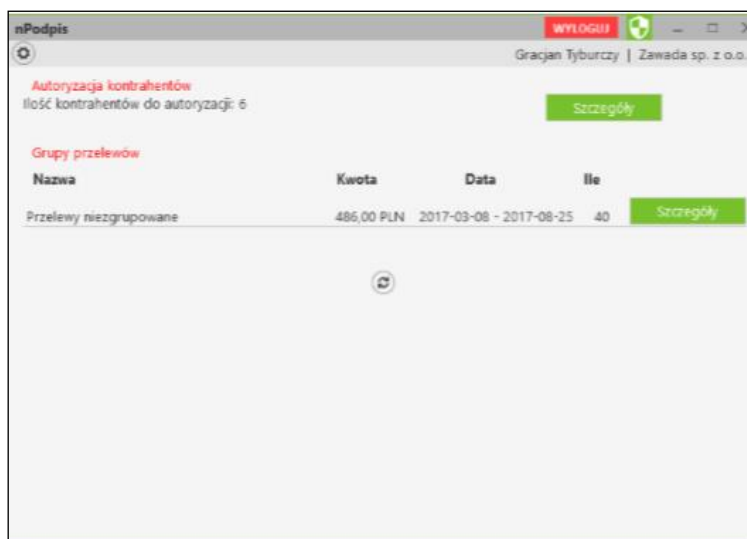 nPodpis WYLOGUJ
Gracjan Tyburczy | Zawada sp. z o.o.
Autoryzacja kontrahentów
Ilość kontrahentów do autoryzacji: 6 Szczegóły
Grupy przelewów
Nazwa Kwota Data Ile
Przelewy niezgrupowane 486,00 PLN 2017-03-08 - 2017-08-25 40 Szczegóły